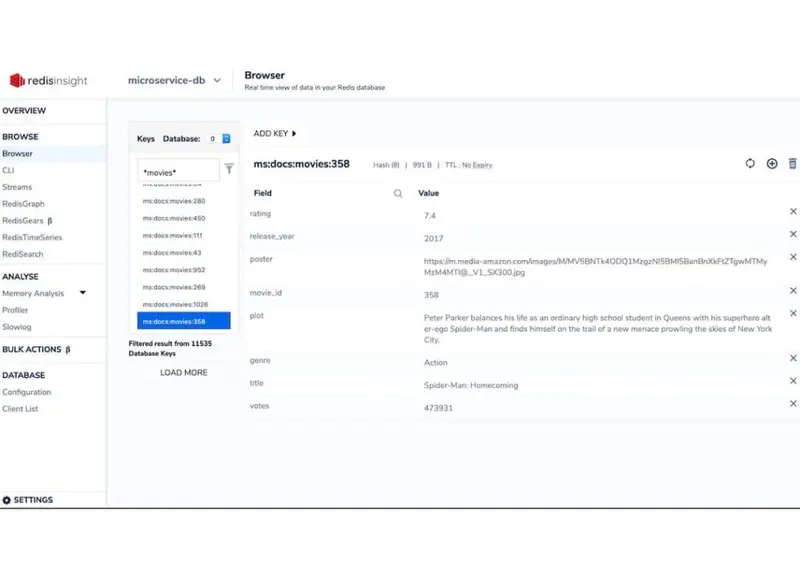 redisinsight
microservice-db
Browser
Real time view of data in your Redis database
OVERVIEW
BROWSE
Browser
CLI
Streams
RedisGraph
RedisGears β
RedisTimeSeries
RediSearch
ANALYSE
Memory Analysis
Profiler
Slowlog
BULK ACTIONS β
DATABASE
Configuration
Client List
SETTINGS
Keys Database: 0
*movies*
ms:docs:movies:280
ms:docs:movies:450
ms:docs:movies:111
ms:docs:movies:43
ms:docs:movies:952
ms:docs:movies:269
ms:docs:movies:1026
ms:docs:movies:358
Filtered result from 11535
Database Keys
LOAD MORE
ADD KEY
ms:docs:movies:358 Hash (8) | 991 B | TTL : No Expiry
Field Value
rating 7.4
release_year 2017
poster https://m.media-amazon.com/images/M/MV5BNTk4ODQ1MzgzNl5BMl5BanBnXkFtZTgwMTMy
MzM4MTI@._V1_SX300.jpg
movie_id 358
plot Peter Parker balances his life as an ordinary high school student in Queens with his superhero alt
er-ego Spider-Man and finds himself on the trail of a new menace prowling the skies of New York
City.
genre Action
title Spider-Man: Homecoming
votes 473931